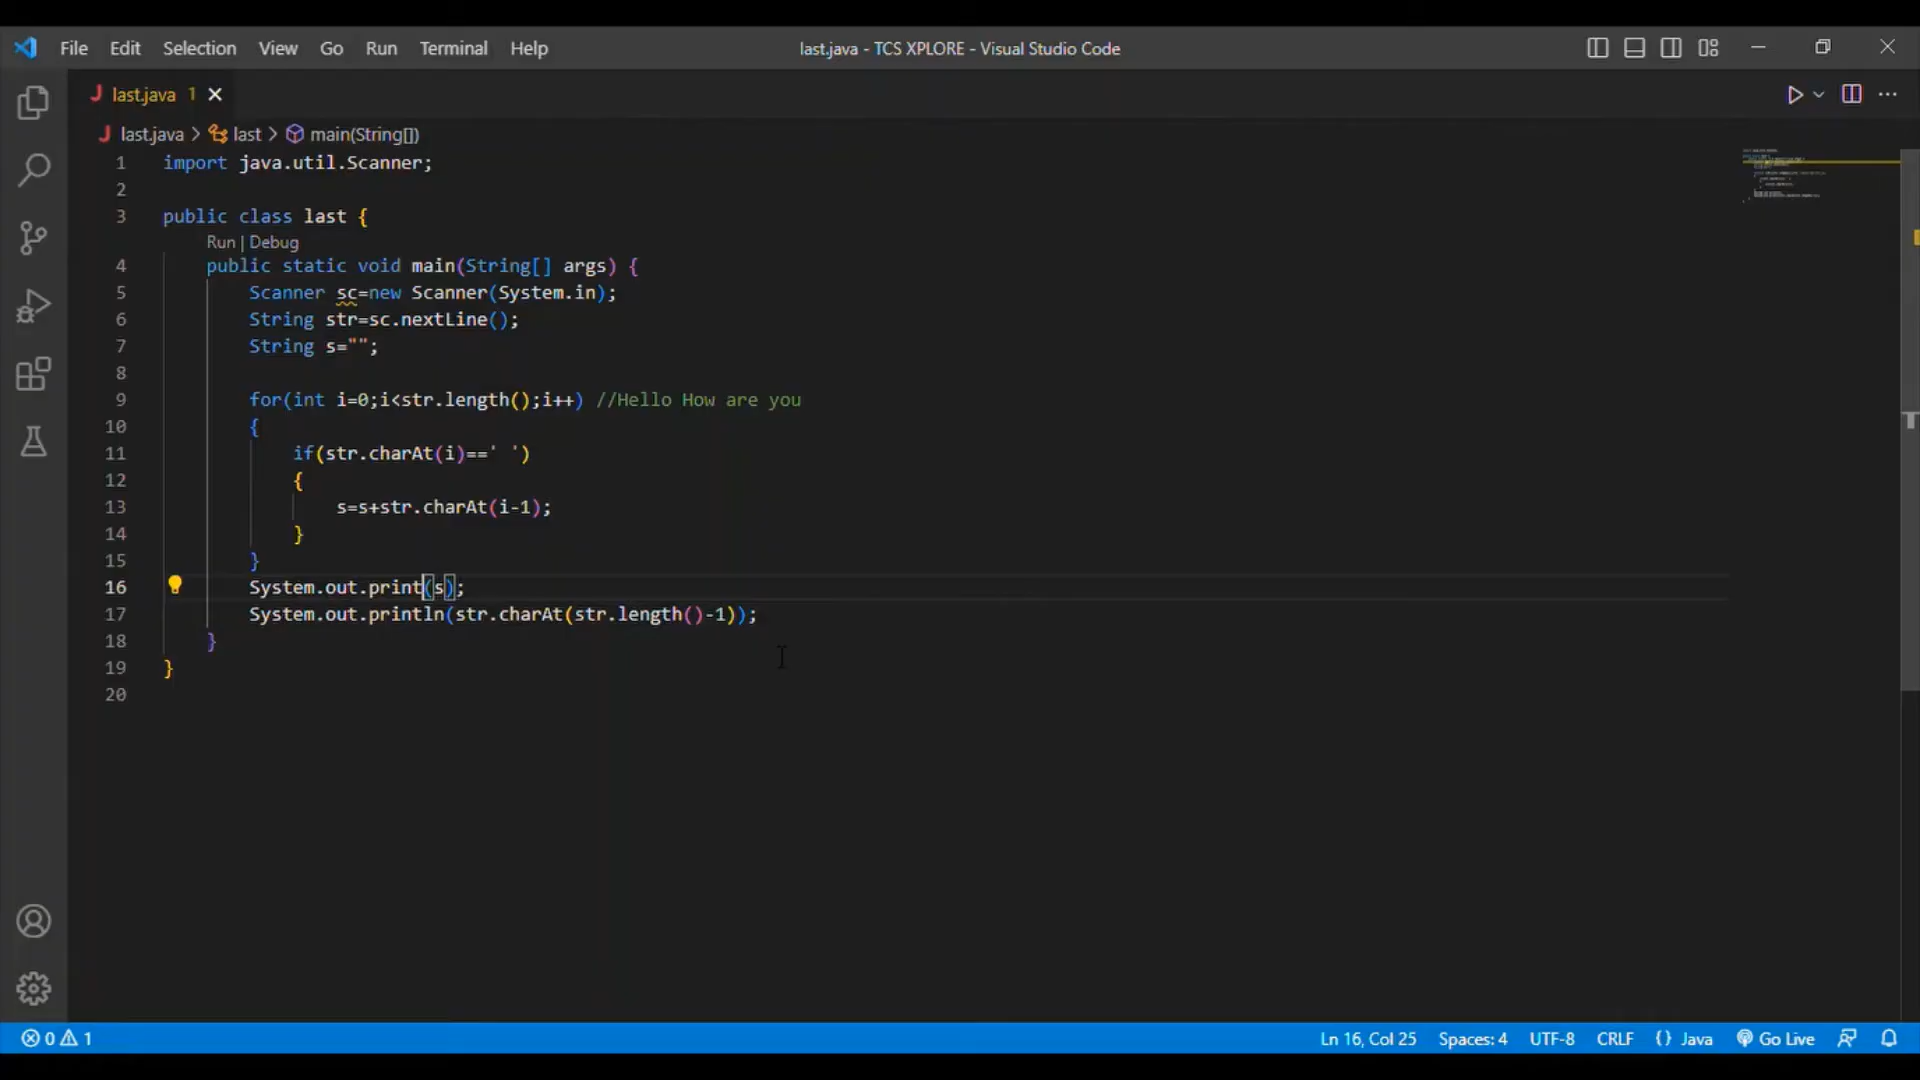 File Edit Selection View Go Run Terminal Help
last.java - TCS XPLORE - Visual Studio Code
last.java 1
last.java > last > main(String[])
1 import java.util.Scanner;
2
3 public class last {
Run | Debug
4 public static void main(String[] args) {
5 Scanner sc=new Scanner(System.in);
6 String str=sc.nextLine();
7 String s="";
8
9 for(int i=0;i<str.length();i++) //Hello How are you
10 {
11 if(str.charAt(i)==' ')
12 {
13 s=s+str.charAt(i-1);
14 }
15 }
16 System.out.print(s);
17 System.out.println(str.charAt(str.length()-1));
18 }
19 }
20
0 1 Ln 16, Col 25 Spaces: 4 UTF-8 CRLF {} Java Go Live